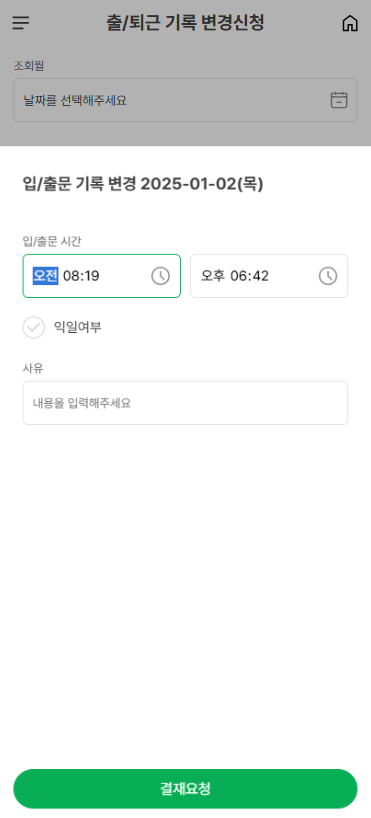 출/퇴근 기록 변경신청
조회월
날짜를 선택해주세요
입/출문 기록 변경 2025-01-02(목)
입/출문 시간
오전 08:19 오후 06:42
익일여부
사유
내용을 입력해주세요
결재요청